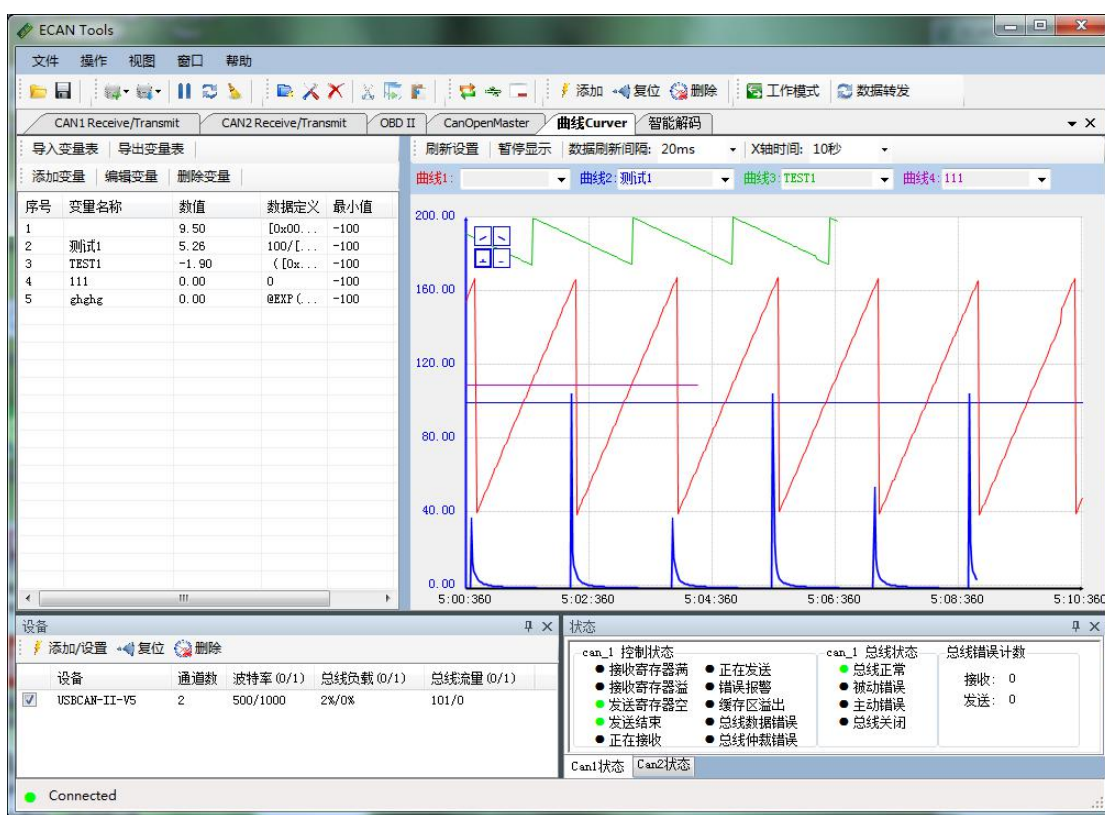 ECAN Tools
文件 操作 视图 窗口 帮助
添加 复位 删除 工作模式 数据转发
CAN1 Receive/Transmit CAN2 Receive/Transmit OBD II CanOpenMaster 曲线Curver 智能解码
导入变量表 导出变量表 刷新设置 暂停显示 数据刷新间隔: 20ms X轴时间: 10秒
添加变量 编辑变量 删除变量 曲线1: 曲线2: 测试1 曲线3: TEST1 曲线4: 111
序号 变量名称 数值 数据定义 最小值
1 9.50 [0x00... -100
2 测试1 5.26 100/[... -100
3 TEST1 -1.90 ([0x... -100
4 111 0.00 0 -100
5 ghghg 0.00 @EXP(... -100
200.00
160.00
120.00
80.00
40.00
0.00
5:00:360 5:02:360 5:04:360 5:06:360 5:08:360 5:10:360
设备
添加/设置 复位 删除
设备 通道数 波特率(0/1) 总线负载(0/1) 总线流量(0/1)
USBCAN-II-V5 2 500/1000 2%/0% 101/0
状态
can_1 控制状态 can_1 总线状态 总线错误计数
接收寄存器满 正在发送 总线正常 接收: 0
接收寄存器溢 错误报警 被动错误
发送寄存器空 缓存区溢出 主动错误 发送: 0
发送结束 总线数据错误 总线关闭
正在接收 总线仲裁错误
Can1状态 Can2状态
Connected